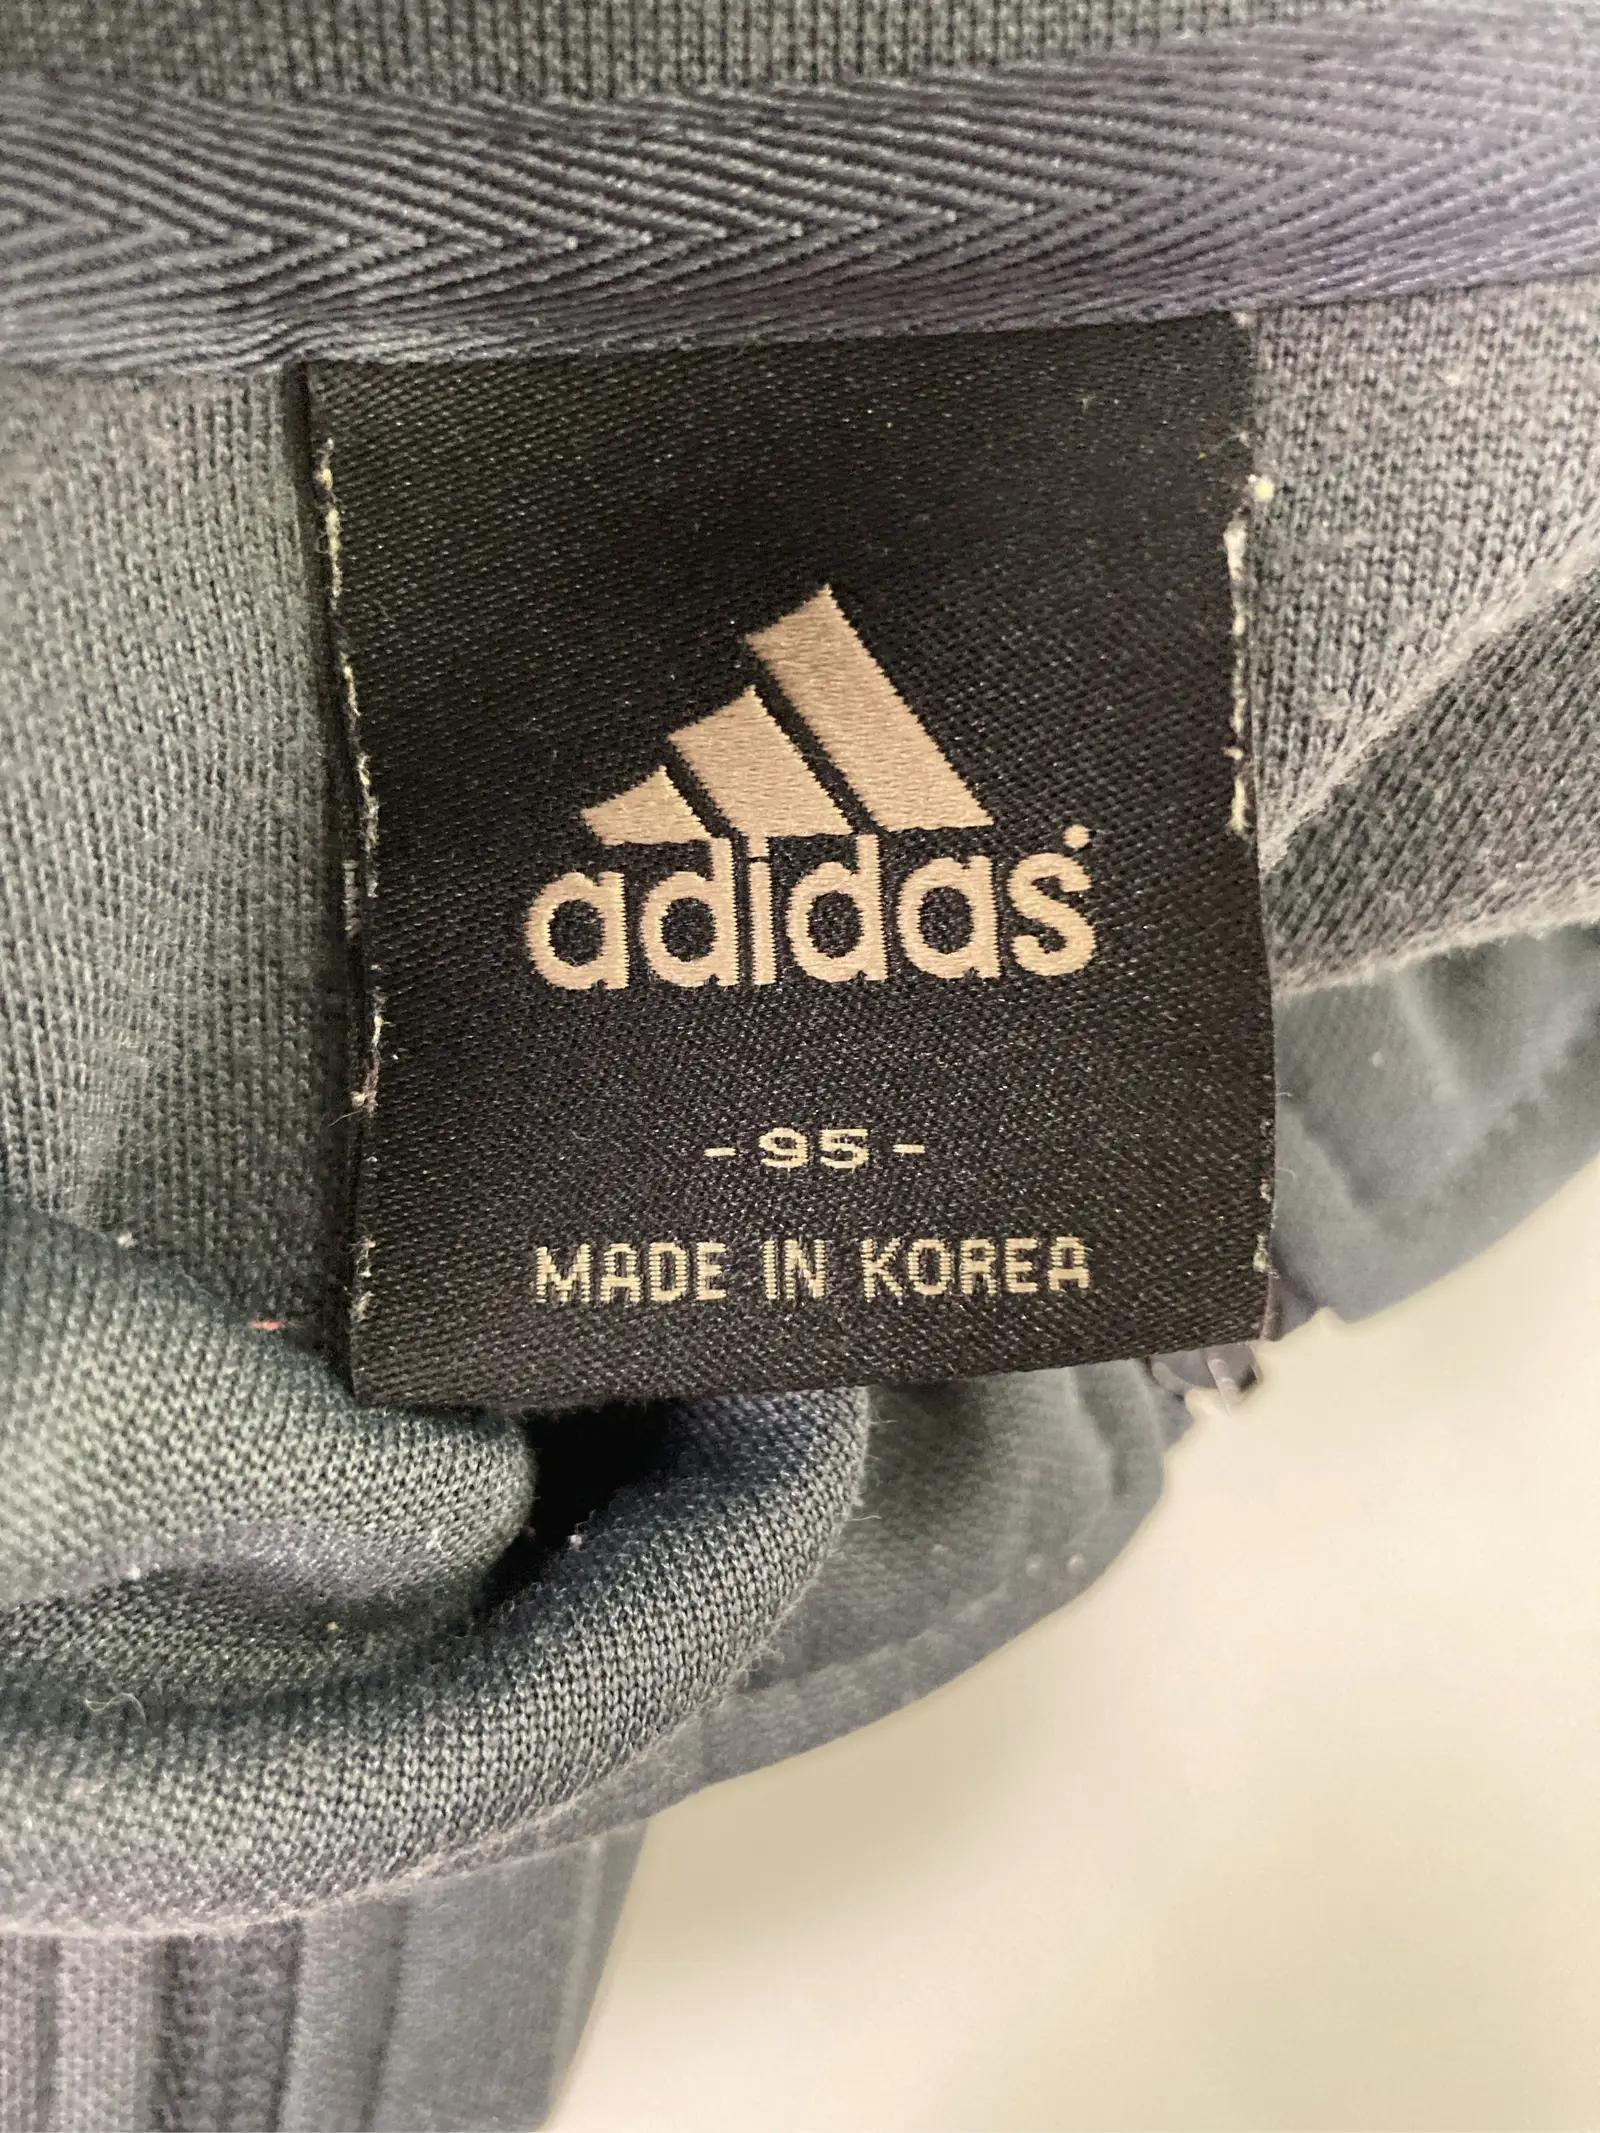 adidas
-95-
MADE IN KOREA